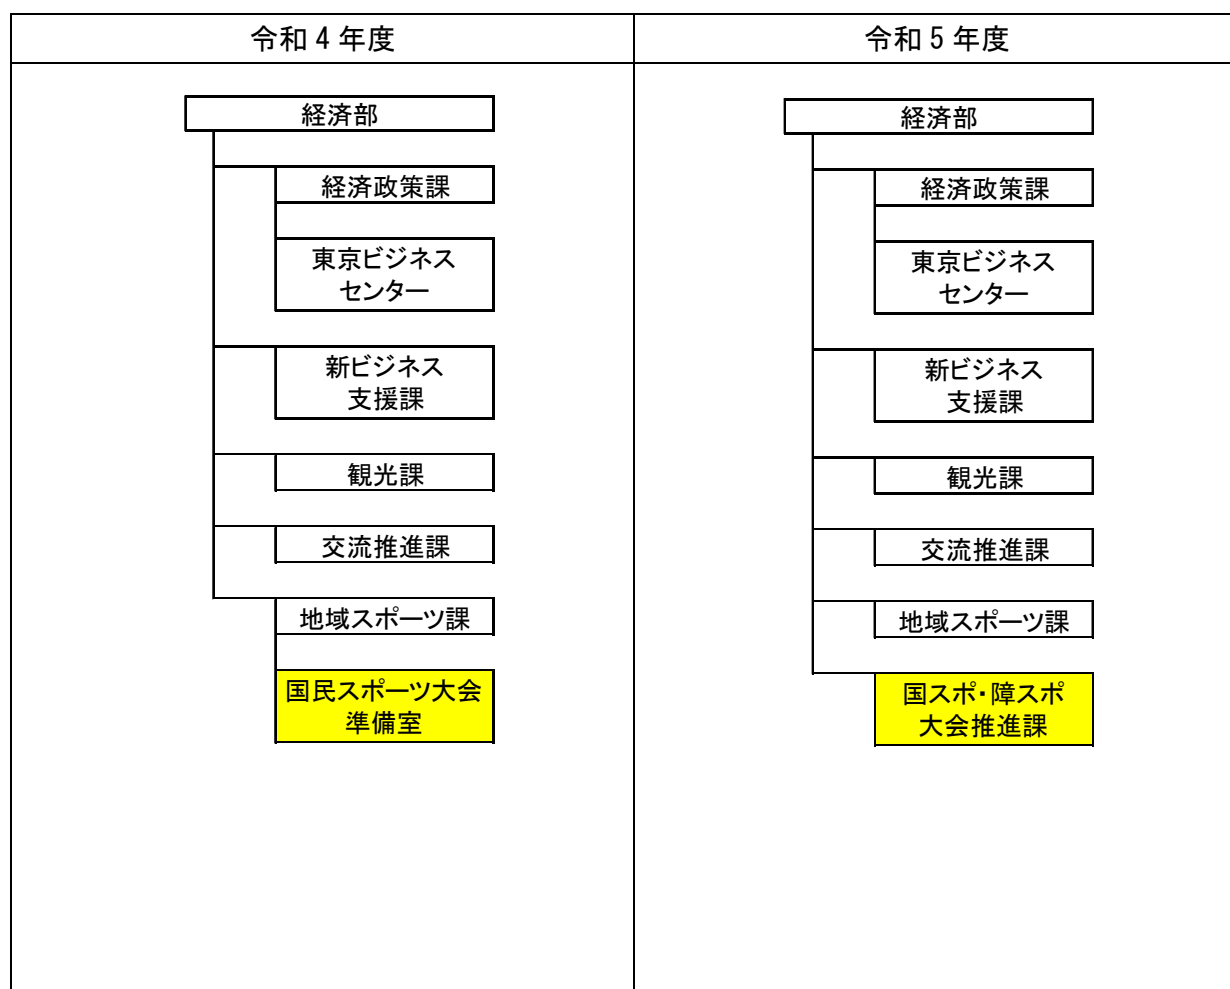 令和４年度
令和５年度
経済部
経済政策課
東京ビジネス
センター
新ビジネス
支援課
観光課
交流推進課
地域スポーツ課
国民スポーツ大会
準備室
経済部
経済政策課
東京ビジネス
センター
新ビジネス
支援課
観光課
交流推進課
地域スポーツ課
国スポ・障スポ
大会推進課